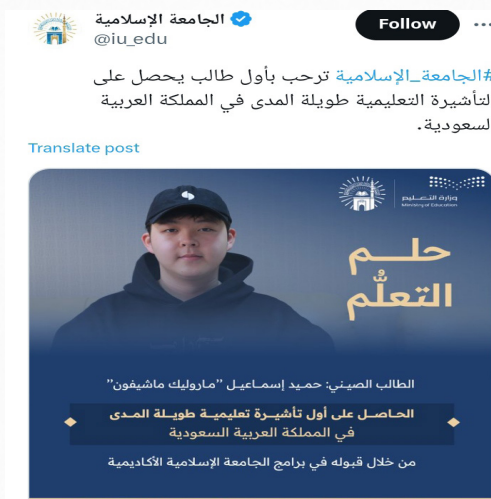 الجامعة الإسلامية
@iu_edu
Follow
#الجامعة_الإسلامية ترحب بأول طالب يحصل على
لتأشيرة التعليمية طويلة المدى في المملكة العربية
لسعودية.
Translate post
وزارة التعليم
Ministry of Education
حلم
التعلُّم
الطالب الصيني: حميد إسماعيل "ماروليك ماشيفون"
الحاصل على أول تأشيرة تعليمية طويلة المدى
في المملكة العربية السعودية
من خلال قبوله في برامج الجامعة الإسلامية الأكاديمية